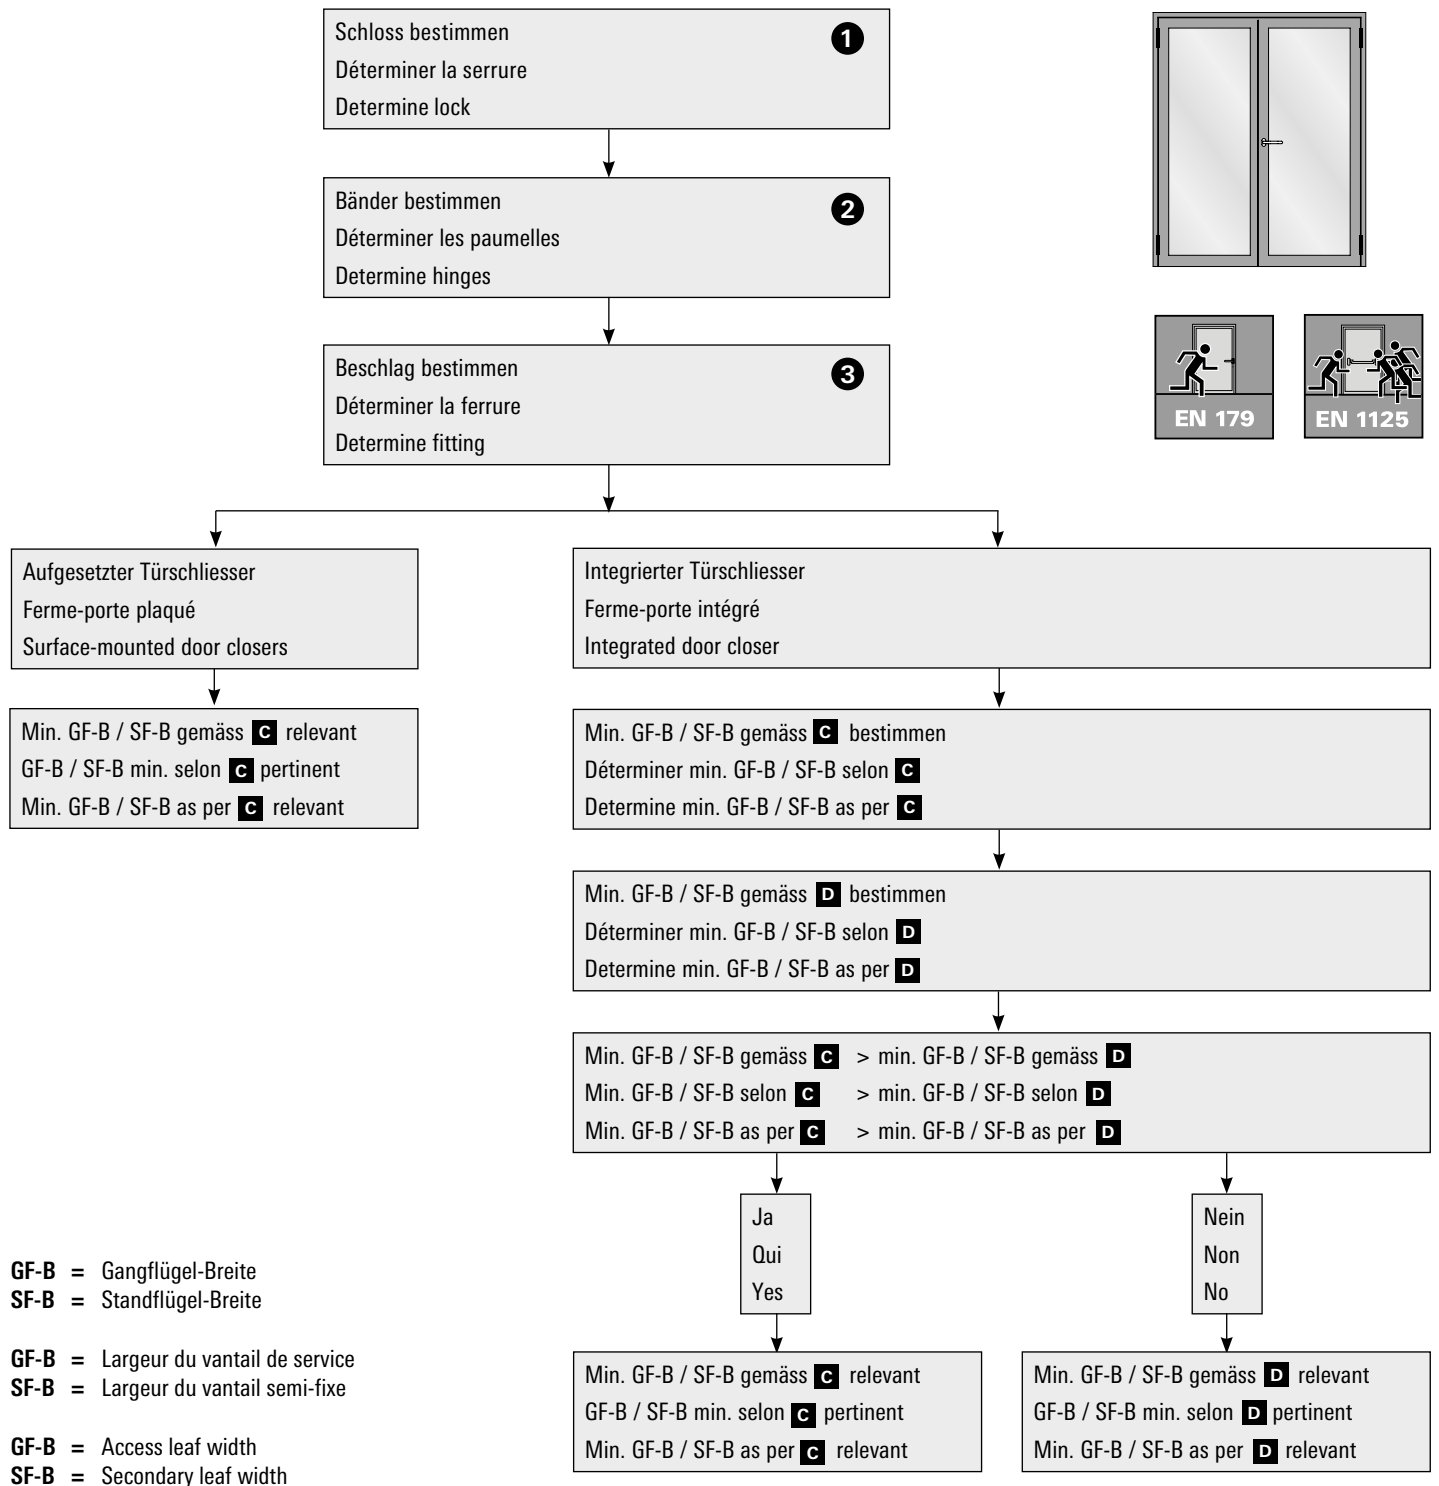 Schloss bestimmen
1
Déterminer la serrure
Determine lock
Bänder bestimmen
2
Déterminer les paumelles
Determine hinges
EN 179
EN 1125
Beschlag bestimmen
3
Déterminer la ferrure
Determine fitting
Aufgesetzter Türschliesser
Ferme-porte plaqué
Surface-mounted door closers
Min. GF-B / SF-B gemäss C relevant
GF-B / SF-B min. selon C pertinent
Min. GF-B / SF-B as per C relevant
Integrierter Türschliesser
Ferme-porte intégré
Integrated door closer
Min. GF-B / SF-B gemäss C bestimmen
Déterminer min. GF-B / SF-B selon C
Determine min. GF-B / SF-B as per C
Min. GF-B / SF-B gemäss D bestimmen
Déterminer min. GF-B / SF-B selon D
Determine min. GF-B / SF-B as per D
Min. GF-B / SF-B gemäss C > min. GF-B / SF-B gemäss D
Min. GF-B / SF-B selon C > min. GF-B / SF-B selon D
Min. GF-B / SF-B as per C > min. GF-B / SF-B as per D
Ja
Qui
Yes
Nein
Non
No
Min. GF-B / SF-B gemäss C relevant
GF-B / SF-B min. selon C pertinent
Min. GF-B / SF-B as per C relevant
Min. GF-B / SF-B gemäss D relevant
GF-B / SF-B min. selon D pertinent
Min. GF-B / SF-B as per D relevant
GF-B = Gangflügel-Breite
SF-B = Standflügel-Breite
GF-B = Largeur du vantail de service
SF-B = Largeur du vantail semi-fixe
GF-B = Access leaf width
SF-B = Secondary leaf width